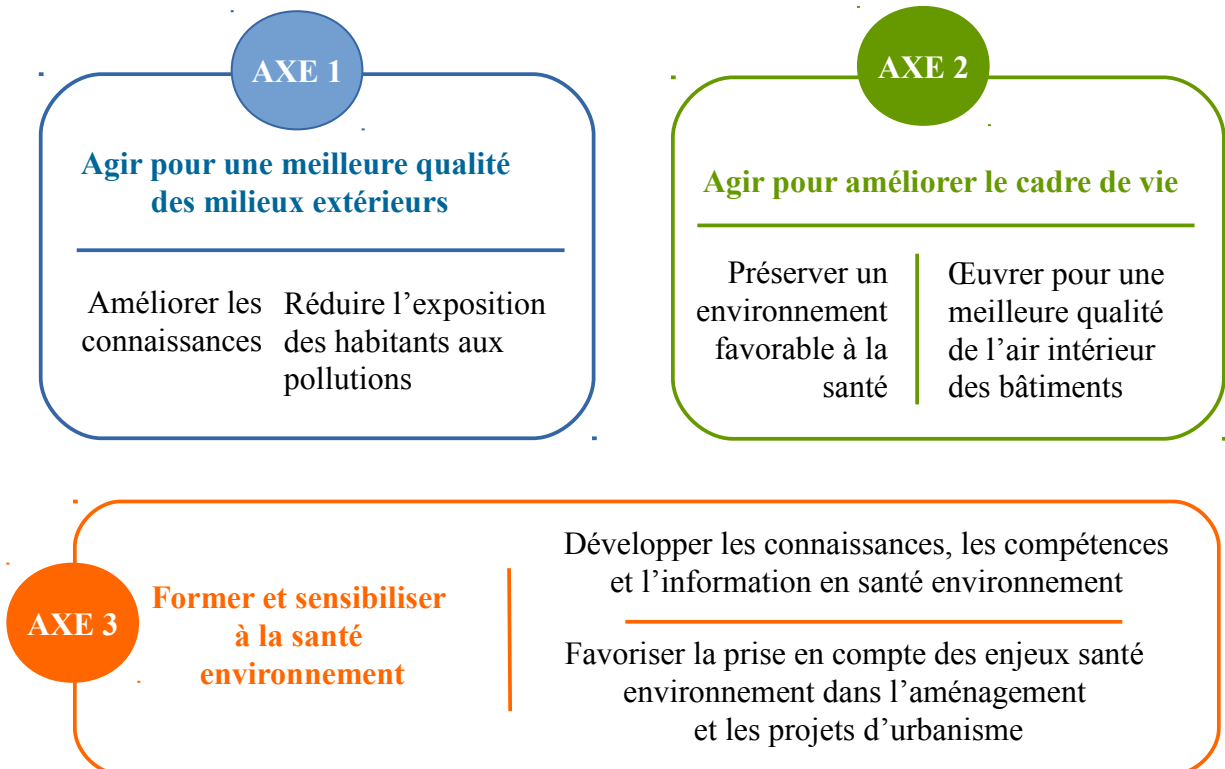 AXE 1
Agir pour une meilleure qualité
des milieux extérieurs
Améliorer les
connaissances
Réduire l’exposition
des habitants aux
pollutions
AXE 2
Agir pour améliorer le cadre de vie
Préserver un
environnement
favorable à la
santé
Œuvrer pour une
meilleure qualité
de l’air intérieur
des bâtiments
AXE 3
Former et sensibiliser
à la santé
environnement
Développer les connaissances, les compétences
et l’information en santé environnement
Favoriser la prise en compte des enjeux santé
environnement dans l’aménagement
et les projets d’urbanisme